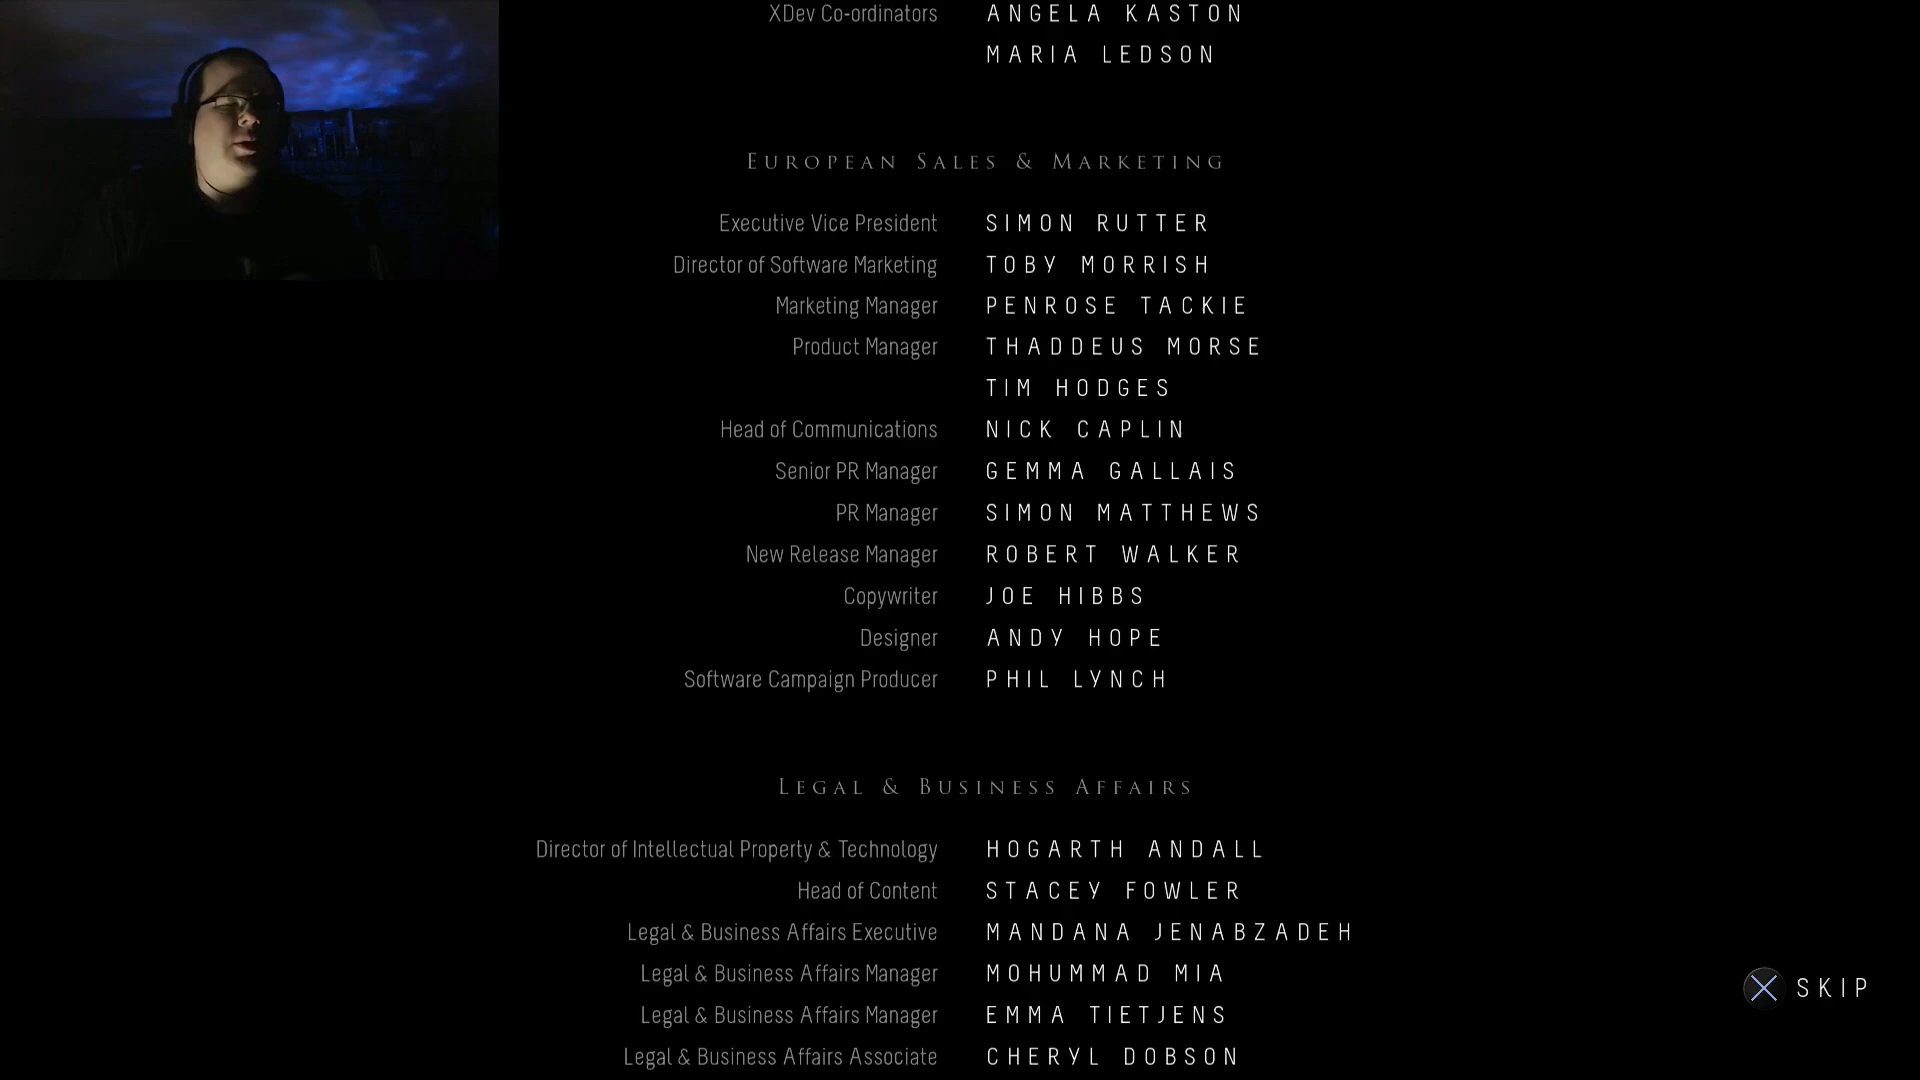 XDev Co-ordinators ANGELA KASTON
MARIA LEDSON
EUROPEAN SALES & MARKETING
Executive Vice President SIMON RUTTER
Director of Software Marketing TOBY MORRISH
Marketing Manager PENROSE TACKIE
Product Manager THADDEUS MORSE
TIM HODGES
Head of Communications NICK CAPLIN
Senior PR Manager GEMMA GALLAIS
PR Manager SIMON MATTHEWS
New Release Manager ROBERT WALKER
Copywriter JOE HIBBS
Designer ANDY HOPE
Software Campaign Producer PHIL LYNCH
LEGAL & BUSINESS AFFAIRS
Director of Intellectual Property & Technology HOGARTH ANDALL
Head of Content STACEY FOWLER
Legal & Business Affairs Executive MANDANA JENABZADEH
Legal & Business Affairs Manager MOHUMMAD MIA
SKIP
Legal & Business Affairs Manager EMMA TIETJENS
Legal & Business Affairs Associate CHERYL DOBSON